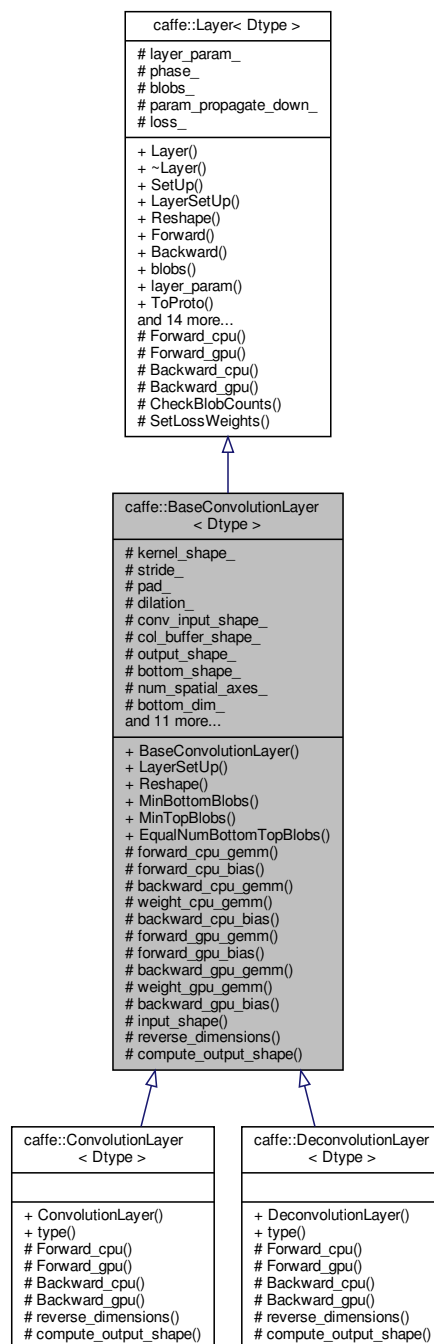 caffe::Layer< Dtype >
# layer_param_
# phase_
# blobs_
# param_propagate_down_
# loss_
+ Layer()
+ ~Layer()
+ SetUp()
+ LayerSetUp()
+ Reshape()
+ Forward()
+ Backward()
+ blobs()
+ layer_param()
+ ToProto()
and 14 more...
# Forward_cpu()
# Forward_gpu()
# Backward_cpu()
# Backward_gpu()
# CheckBlobCounts()
# SetLossWeights()
caffe::BaseConvolutionLayer
< Dtype >
# kernel_shape_
# stride_
# pad_
# dilation_
# conv_input_shape_
# col_buffer_shape_
# output_shape_
# bottom_shape_
# num_spatial_axes_
# bottom_dim_
and 11 more...
+ BaseConvolutionLayer()
+ LayerSetUp()
+ Reshape()
+ MinBottomBlobs()
+ MinTopBlobs()
+ EqualNumBottomTopBlobs()
# forward_cpu_gemm()
# forward_cpu_bias()
# backward_cpu_gemm()
# weight_cpu_gemm()
# backward_cpu_bias()
# forward_gpu_gemm()
# forward_gpu_bias()
# backward_gpu_gemm()
# weight_gpu_gemm()
# backward_gpu_bias()
# input_shape()
# reverse_dimensions()
# compute_output_shape()
caffe::ConvolutionLayer
< Dtype >
+ ConvolutionLayer()
+ type()
# Forward_cpu()
# Forward_gpu()
# Backward_cpu()
# Backward_gpu()
# reverse_dimensions()
# compute_output_shape()
caffe::DeconvolutionLayer
< Dtype >
+ DeconvolutionLayer()
+ type()
# Forward_cpu()
# Forward_gpu()
# Backward_cpu()
# Backward_gpu()
# reverse_dimensions()
# compute_output_shape()